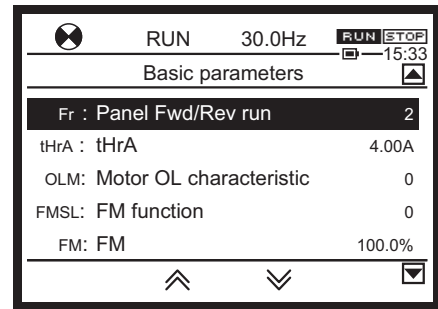 RUN 30.0Hz RUN STOP
15:33
Basic parameters
Fr : Panel Fwd/Rev run 2
tHrA : tHrA 4.00A
OLM: Motor OL characteristic 0
FMSL: FM function 0
FM: FM 100.0%